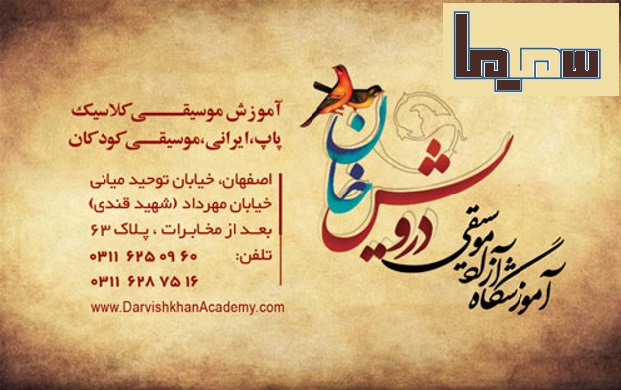 سیما
درویش خان
آموزشگاه آزاد موسیقی
آموزش موسیقی کلاسیک
پاپ، ایرانی، موسیقی کودکان
اصفهان، خیابان توحید میانی
خیابان مهرداد (شهید قندی)
بعد از مخابرات ، پلاک ۶۳
تلفن: ۰۳۱۱ ۶۲۵ ۰۹ ۶۰
۰۳۱۱ ۶۲۸ ۷۵ ۱۶
www.DarvishkhanAcademy.com